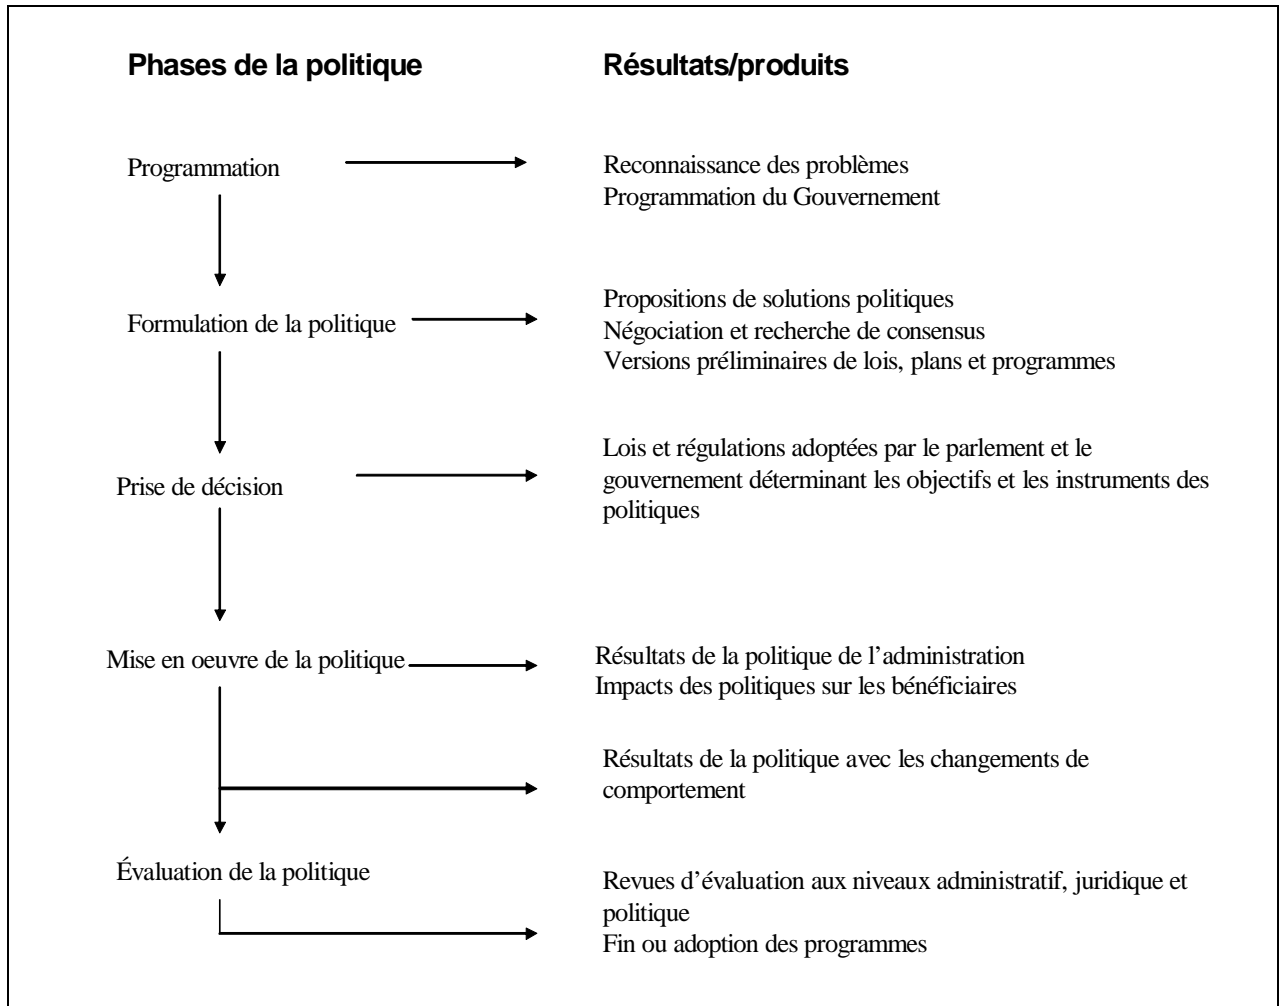 Phases de la politique
Résultats/produits
Programmation
Reconnaissance des problèmes
Programmation du Gouvernement
Formulation de la politique
Propositions de solutions politiques
Négociation et recherche de consensus
Versions préliminaires de lois, plans et programmes
Prise de décision
Lois et régulations adoptées par le parlement et le
gouvernement déterminant les objectifs et les instruments des
politiques
Mise en oeuvre de la politique
Résultats de la politique de l’administration
Impacts des politiques sur les bénéficiaires
Résultats de la politique avec les changements de
comportement
Évaluation de la politique
Revues d’évaluation aux niveaux administratif, juridique et
politique
Fin ou adoption des programmes